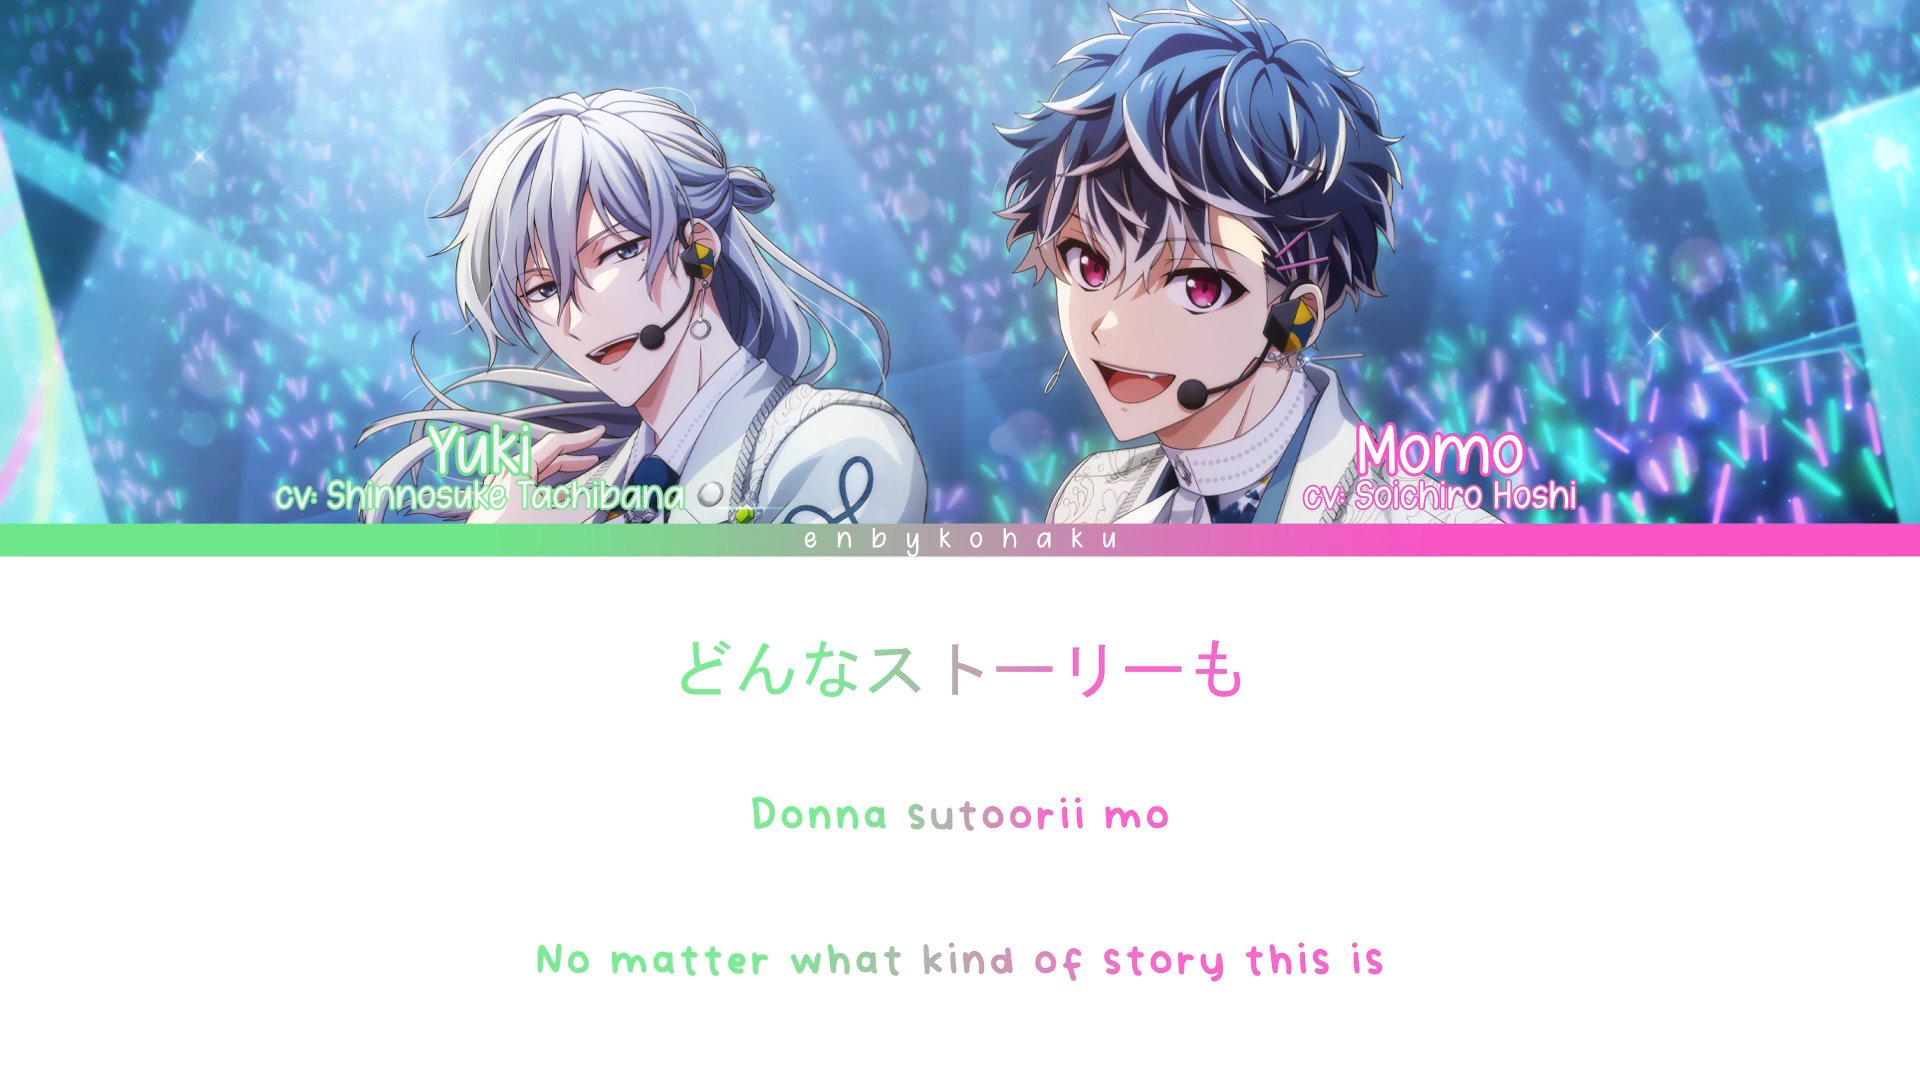 Yuki
cv: Shinnosuke Tachibana
Momo
cv: Soichiro Hoshi
enbykohaku
どんなストーリーも
Donna sutoorii mo
No matter what kind of story this is